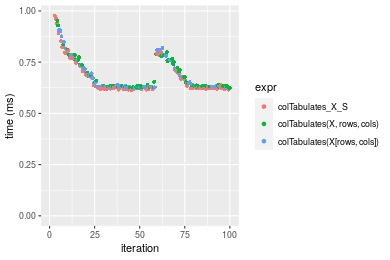 1.00
0.75
0.50
0.25
0.00
time (ms)
0 25 50 75 100
iteration
expr
colTabulates_X_S
colTabulates(X, rows, cols)
colTabulates(X[rows, cols])